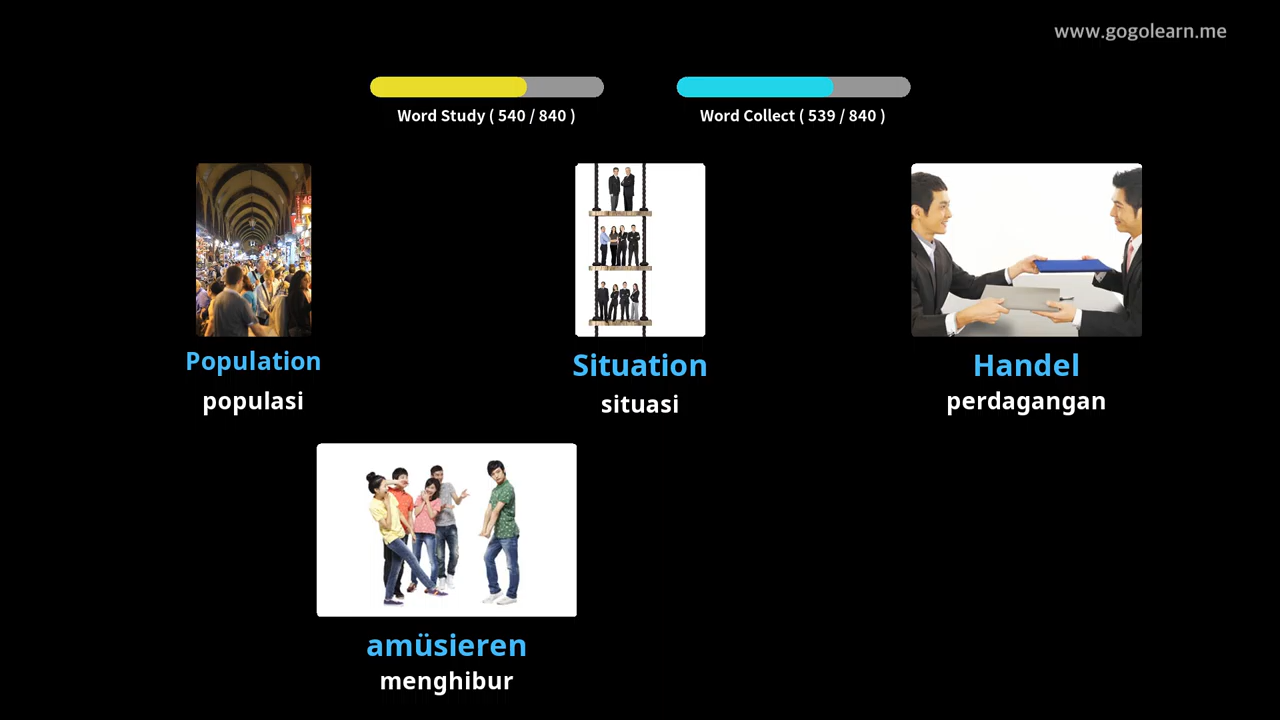 www.gogolearn.me
Word Study ( 540 / 840 )
Word Collect ( 539 / 840 )
Population
populasi
Situation
situasi
Handel
perdagangan
amüsieren
menghibur